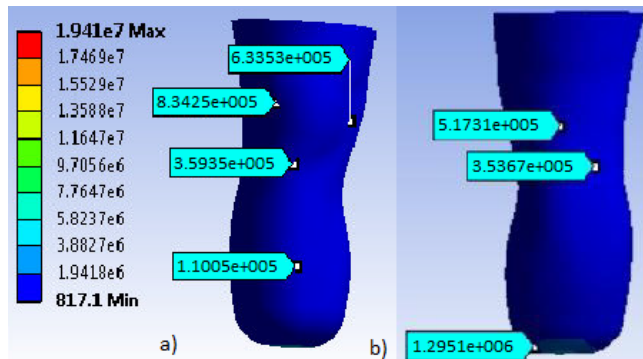 1.941e7 Max
1.7469e7
1.5529e7
1.3588e7
1.1647e7
9.7056e6
7.7647e6
5.8237e6
3.8827e6
1.9418e6
817.1 Min
6.3353e+005
8.3425e+005
3.5935e+005
1.1005e+005
a)
5.1731e+005
3.5367e+005
1.2951e+006
b)